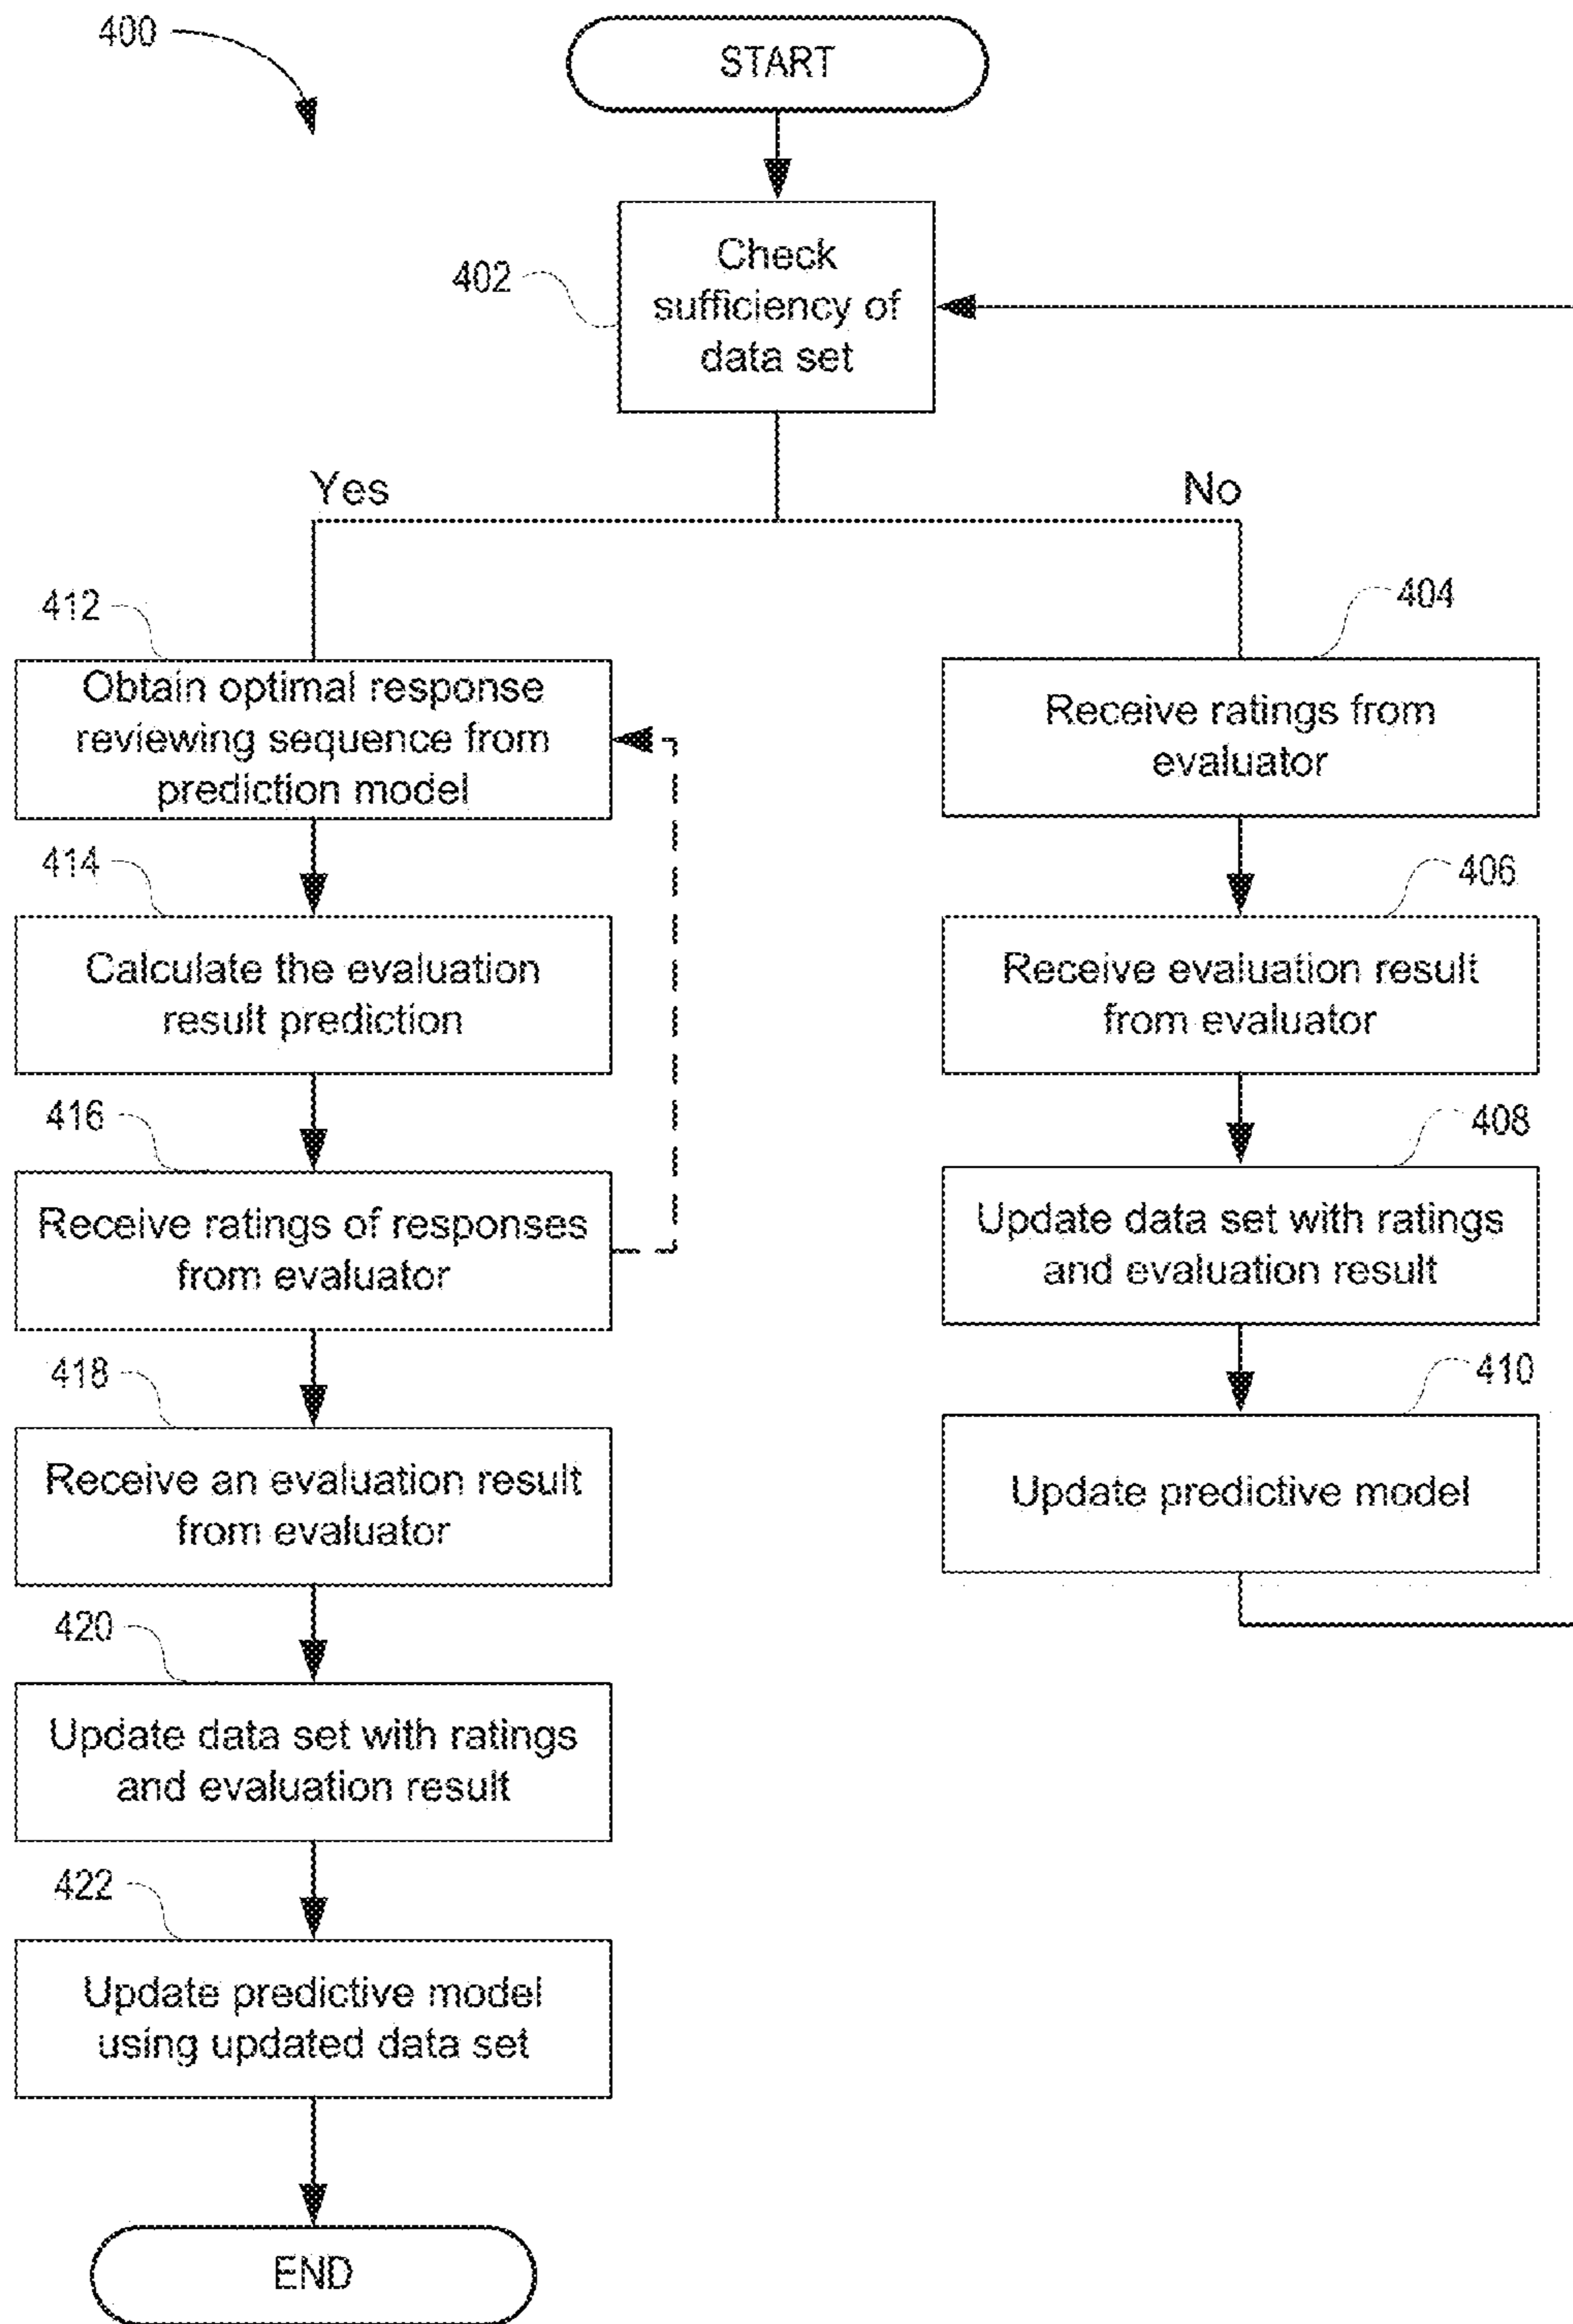 400
START
402
Check
sufficiency of
data set
Yes
No
412
Obtain optimal response
reviewing sequence from
prediction model
404
Receive ratings from
evaluator
414
Calculate the evaluation
result prediction
406
Receive evaluation result
from evaluator
416
Receive ratings of responses
from evaluator
408
Update data set with ratings
and evaluation result
418
Receive an evaluation result
from evaluator
410
Update predictive model
420
Update data set with ratings
and evaluation result
422
Update predictive model
using updated data set
END